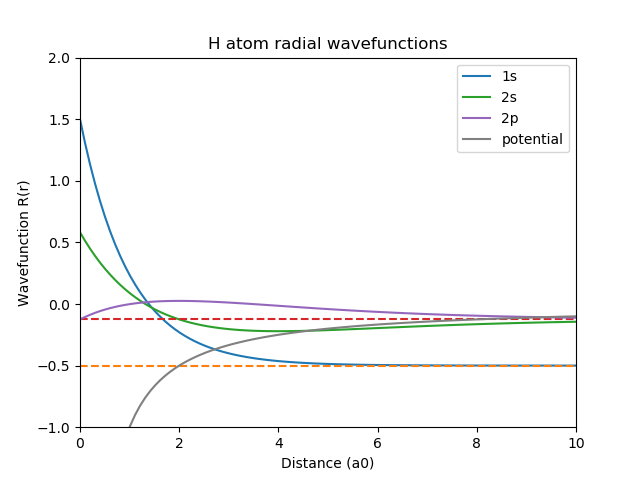 H atom radial wavefunctions
2.0
1.5
1.0
0.5
0.0
−0.5
−1.0
Wavefunction R(r)
1s
2s
2p
potential
0 2 4 6 8 10
Distance (a0)